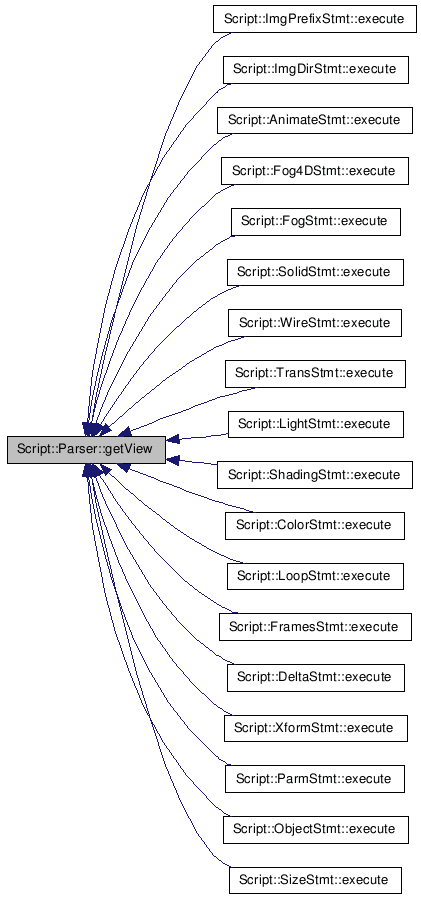 Script::ImgPrefixStmt::execute
Script::ImgDirStmt::execute
Script::AnimateStmt::execute
Script::Fog4DStmt::execute
Script::FogStmt::execute
Script::SolidStmt::execute
Script::WireStmt::execute
Script::TransStmt::execute
Script::LightStmt::execute
Script::Parser::getView
Script::ShadingStmt::execute
Script::ColorStmt::execute
Script::LoopStmt::execute
Script::FramesStmt::execute
Script::DeltaStmt::execute
Script::XformStmt::execute
Script::ParmStmt::execute
Script::ObjectStmt::execute
Script::SizeStmt::execute